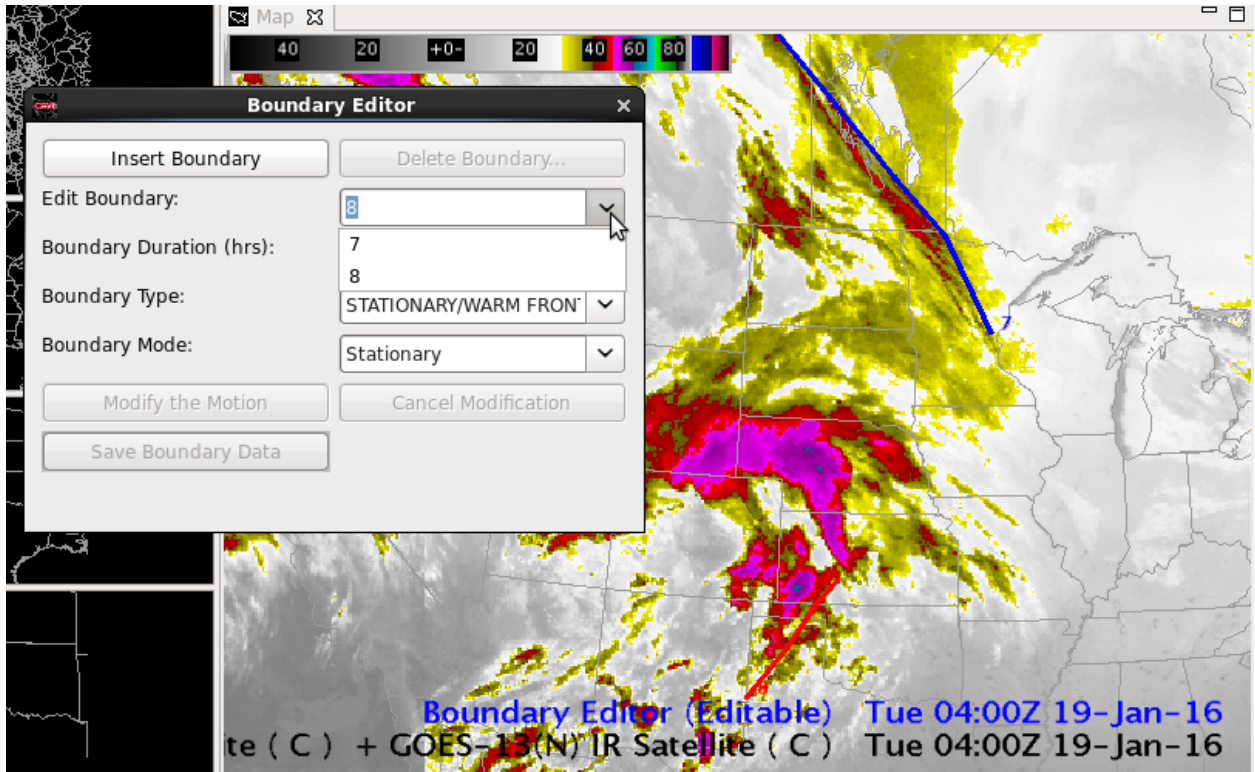 Map
40 20 +0- 20 40 60 80
CAVE
Boundary Editor
Insert Boundary Delete Boundary...
Edit Boundary: 8
7
8
Boundary Duration (hrs):
Boundary Type: STATIONARY/WARM FRON
Boundary Mode: Stationary
Modify the Motion Cancel Modification
Save Boundary Data
7
Boundary Editor (Editable) Tue 04:00Z 19-Jan-16
ite ( C ) + GOES-13(N) IR Satellite ( C ) Tue 04:00Z 19-Jan-16